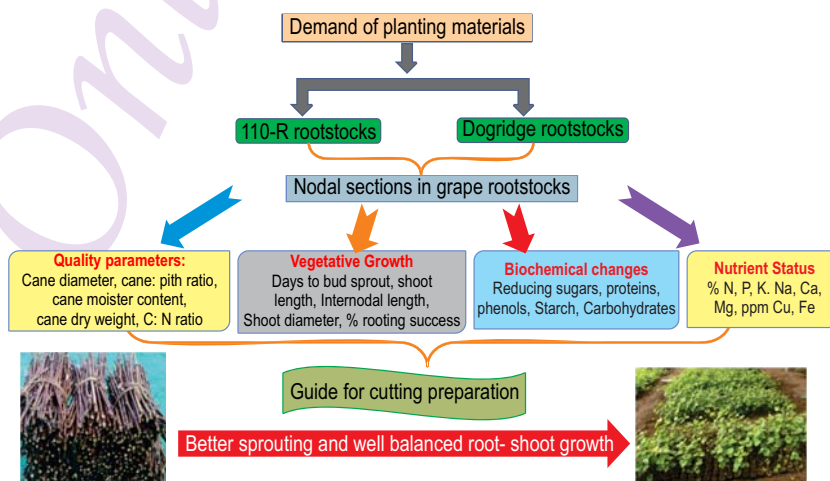 Demand of planting materials
110-R rootstocks
Dogridge rootstocks
Nodal sections in grape rootstocks
Quality parameters:
Cane diameter, cane: pith ratio,
cane moister content,
cane dry weight, C: N ratio
Vegetative Growth
Days to bud sprout, shoot
length, Internodal length,
Shoot diameter, % rooting success
Biochemical changes
Reducing sugars, proteins,
phenols, Starch, Carbohydrates
Nutrient Status
% N, P, K. Na, Ca,
Mg, ppm Cu, Fe
Guide for cutting preparation
Better sprouting and well balanced root- shoot growth